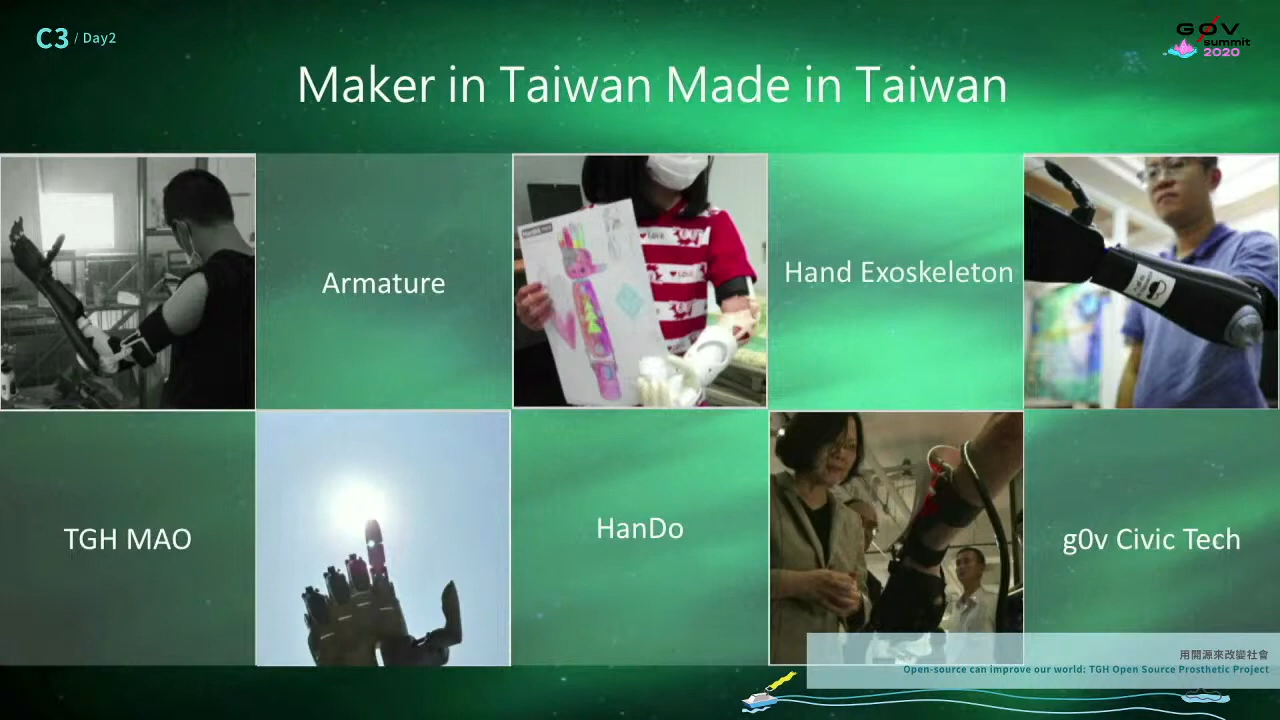 C3 / Day2
GØV
summit
2020
Maker in Taiwan Made in Taiwan
Armature
Hand Exoskeleton
TGH MAO
HanDo
g0v Civic Tech
用開源來改變社會
Open-source can improve our world: TGH Open Source Prosthetic Project